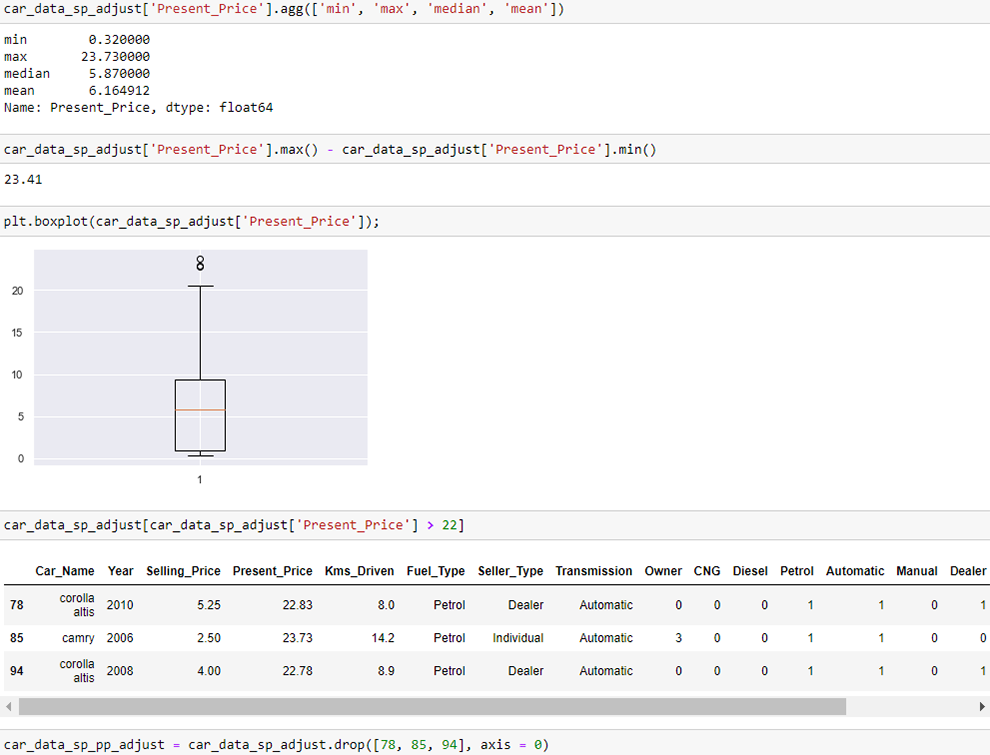 car_data_sp_adjust['Present_Price'].agg(['min', 'max', 'median', 'mean'])
min 0.320000
max 23.730000
median 5.870000
mean 6.164912
Name: Present_Price, dtype: float64
car_data_sp_adjust['Present_Price'].max() - car_data_sp_adjust['Present_Price'].min()
23.41
plt.boxplot(car_data_sp_adjust['Present_Price']);
20
15
10
5
0
1
car_data_sp_adjust[car_data_sp_adjust['Present_Price'] > 22]
Car_Name Year Selling_Price Present_Price Kms_Driven Fuel_Type Seller_Type Transmission Owner CNG Diesel Petrol Automatic Manual Dealer
78 corolla altis 2010 5.25 22.83 8.0 Petrol Dealer Automatic 0 0 0 1 1 0 1
85 camry 2006 2.50 23.73 14.2 Petrol Individual Automatic 3 0 0 1 1 0 0
94 corolla altis 2008 4.00 22.78 8.9 Petrol Dealer Automatic 0 0 0 1 1 0 1
car_data_sp_pp_adjust = car_data_sp_adjust.drop([78, 85, 94], axis = 0)